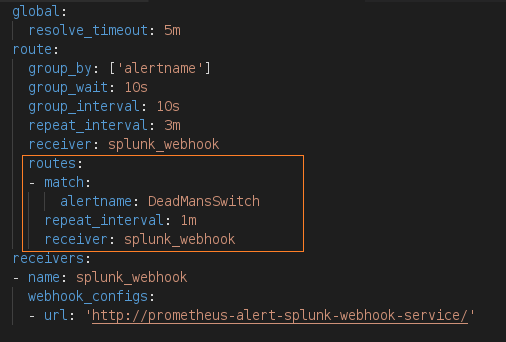 global:
  resolve_timeout: 5m
route:
  group_by: ['alertname']
  group_wait: 10s
  group_interval: 10s
  repeat_interval: 3m
  receiver: splunk_webhook
  routes:
  - match:
      alertname: DeadMansSwitch
    repeat_interval: 1m
    receiver: splunk_webhook
receivers:
- name: splunk_webhook
  webhook_configs:
  - url: 'http://prometheus-alert-splunk-webhook-service/'